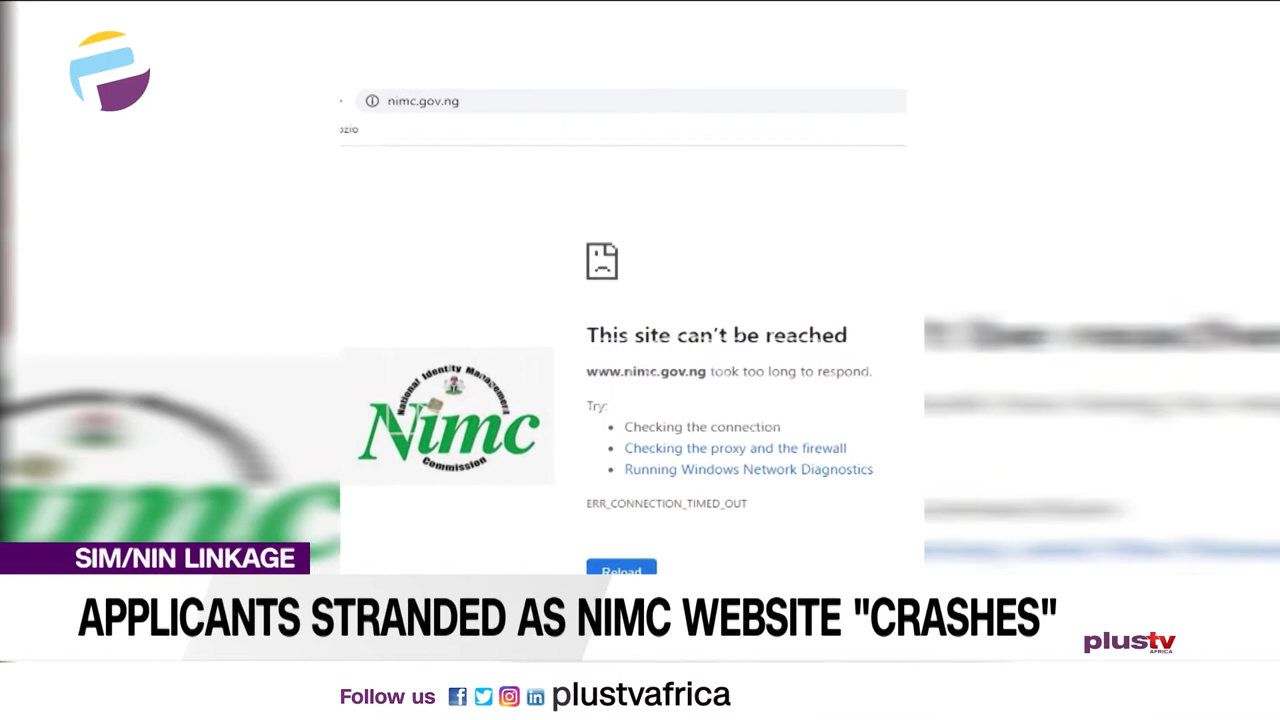 nimc.gov.ng
ozio
This site can't be reached
www.nimc.gov.ng took too long to respond.
Try:
• Checking the connection
• Checking the proxy and the firewall
• Running Windows Network Diagnostics
ERR_CONNECTION_TIMED_OUT
Reload
National Identity Management
Nimc
Commission
SIM/NIN LINKAGE
APPLICANTS STRANDED AS NIMC WEBSITE "CRASHES"
plustv
AFRICA
Follow us plustvafrica